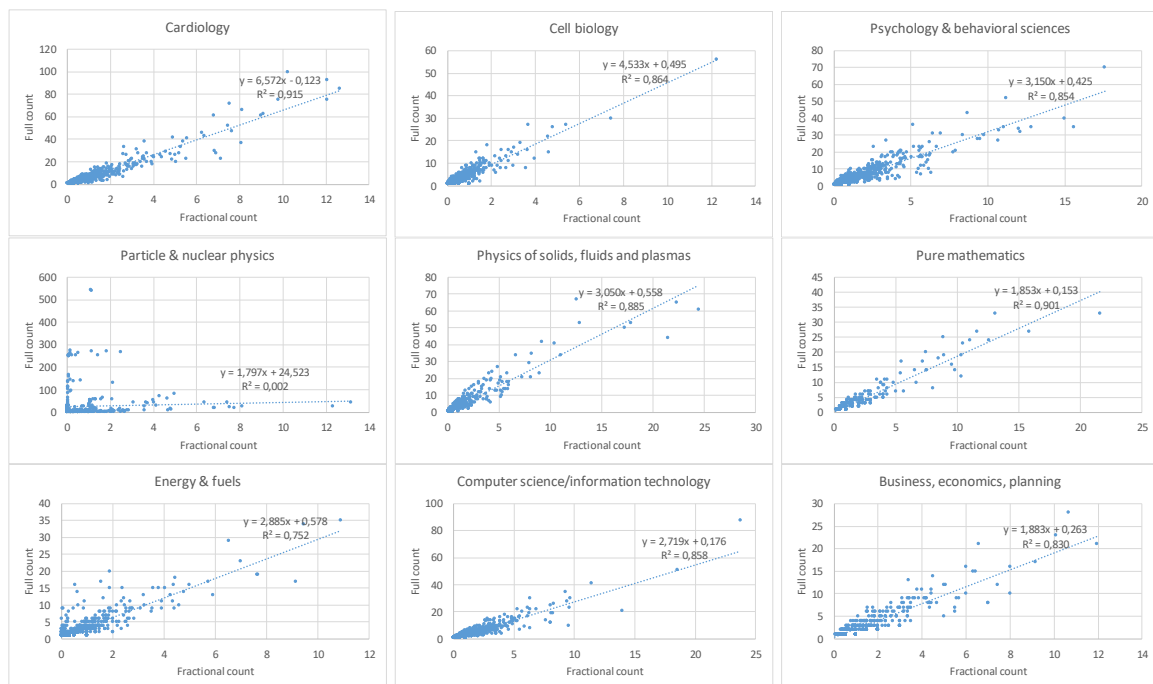 Cardiology
120
100
80
60
40
20
0
Full count
y = 6,572x - 0,123
R² = 0,915
0 2 4 6 8 10 12 14
Fractional count
Cell biology
60
50
40
30
20
10
0
Full count
y = 4,533x + 0,495
R² = 0,864
0 2 4 6 8 10 12 14
Fractional count
Psychology & behavioral sciences
80
70
60
50
40
30
20
10
0
Full count
y = 3,150x + 0,425
R² = 0,854
0 5 10 15 20
Fractional count
Particle & nuclear physics
600
500
400
300
200
100
0
Full count
y = 1,797x + 24,523
R² = 0,002
0 2 4 6 8 10 12 14
Fractional count
Physics of solids, fluids and plasmas
80
70
60
50
40
30
20
10
0
Full count
y = 3,050x + 0,558
R² = 0,885
0 5 10 15 20 25 30
Fractional count
Pure mathematics
45
40
35
30
25
20
15
10
5
0
Full count
y = 1,853x + 0,153
R² = 0,901
0 5 10 15 20 25
Fractional count
Energy & fuels
40
35
30
25
20
15
10
5
0
Full count
y = 2,885x + 0,578
R² = 0,752
0 2 4 6 8 10 12
Fractional count
Computer science/information technology
100
80
60
40
20
0
Full count
y = 2,719x + 0,176
R² = 0,858
0 5 10 15 20 25
Fractional count
Business, economics, planning
30
25
20
15
10
5
0
Full count
y = 1,883x + 0,263
R² = 0,830
0 2 4 6 8 10 12 14
Fractional count